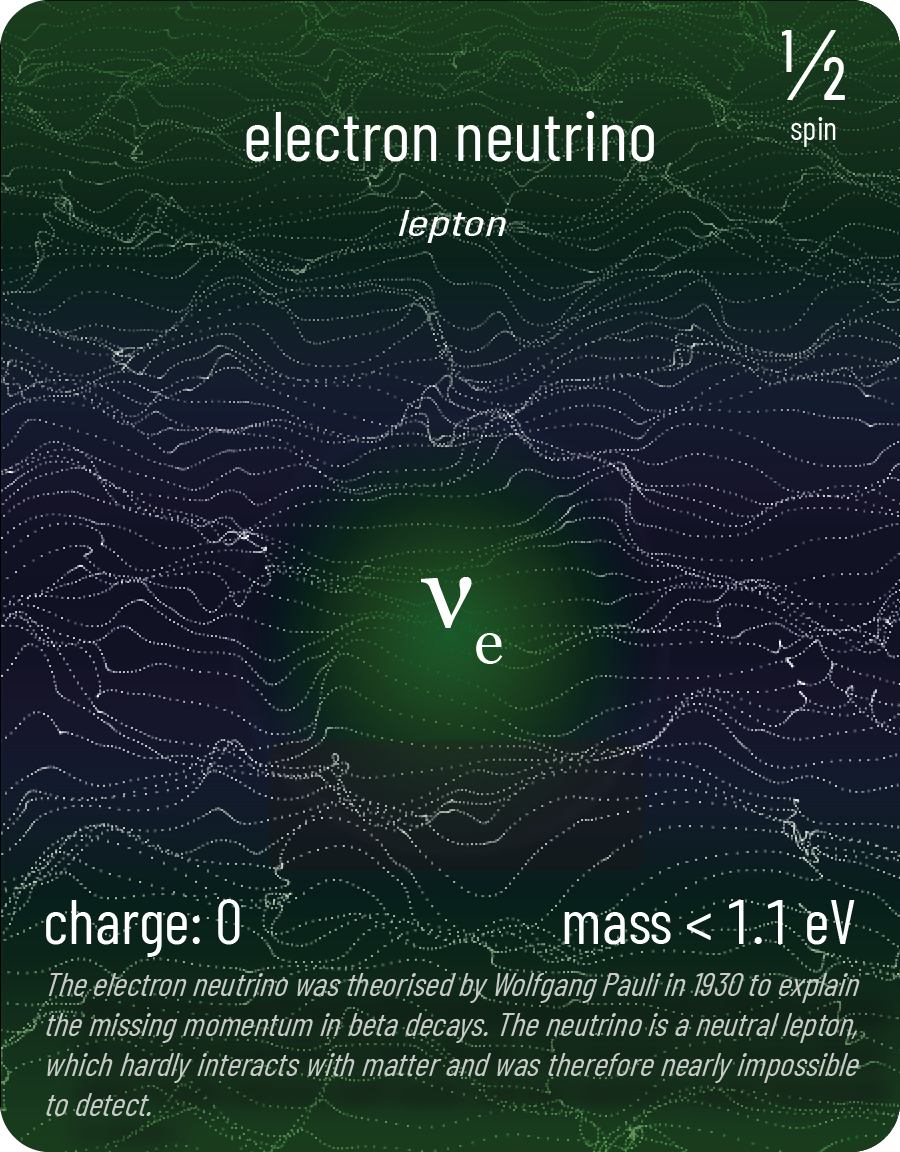 ½
spin
electron neutrino
lepton
ν
e
charge: 0
mass < 1.1 eV
The electron neutrino was theorised by Wolfgang Pauli in 1930 to explain
the missing momentum in beta decays. The neutrino is a neutral lepton,
which hardly interacts with matter and was therefore nearly impossible
to detect.